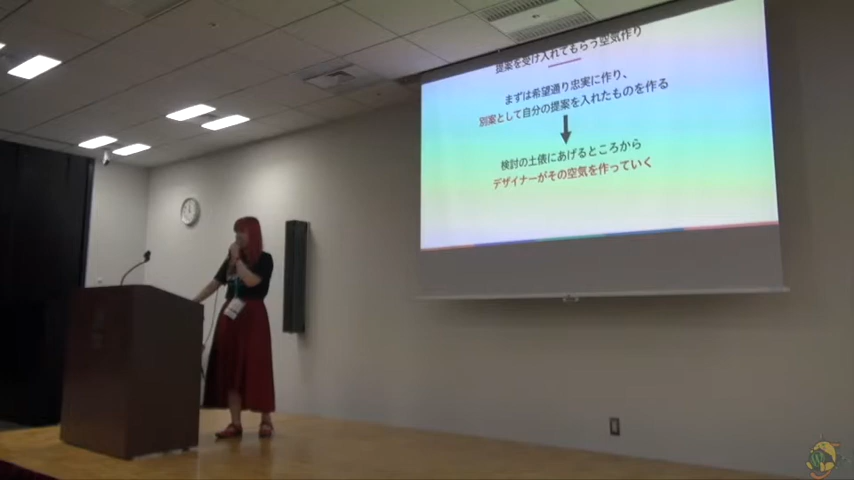 提案を受け入れてもらう空気作り
まずは希望通り忠実に作り、
別案として自分の提案を入れたものを作る
検討の土俵にあげるところから
デザイナーがその空気を作っていく